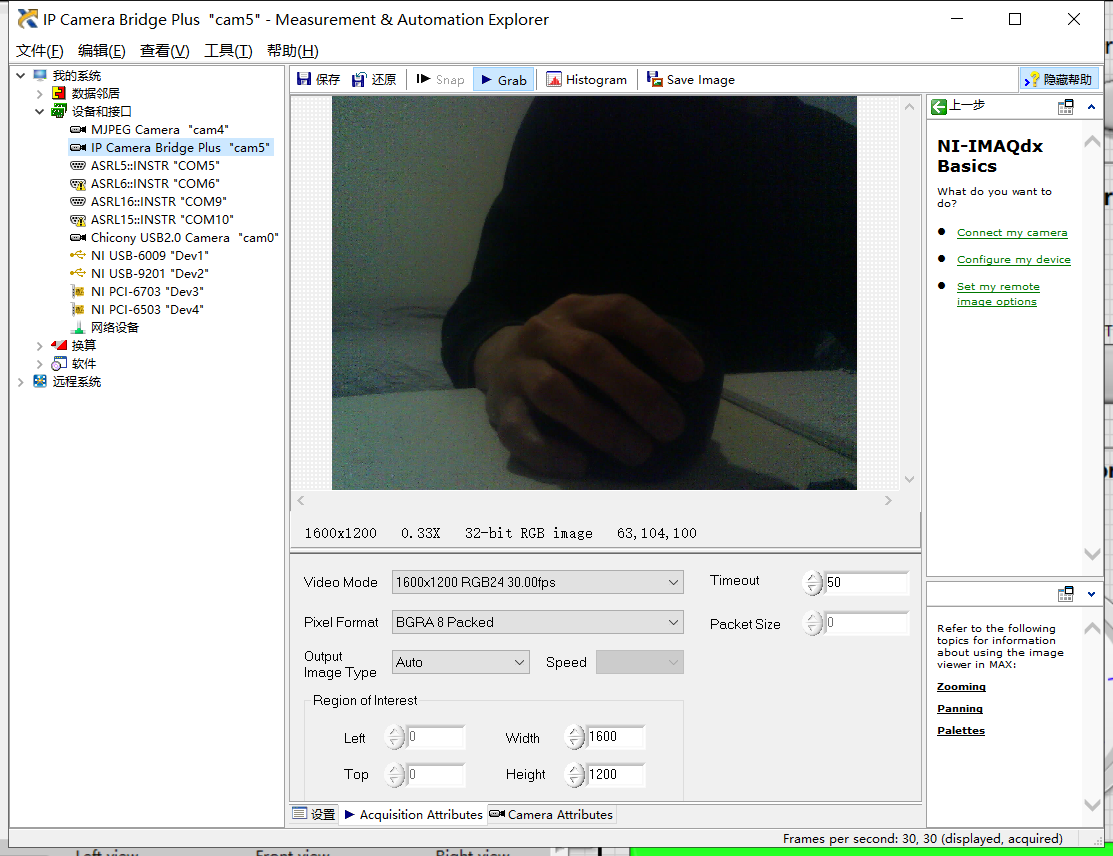 IP Camera Bridge Plus "cam5" - Measurement & Automation Explorer
文件(F) 编辑(E) 查看(V) 工具(T) 帮助(H)
我的系统
数据邻居
设备和接口
MJPEG Camera "cam4"
IP Camera Bridge Plus "cam5"
ASRL5::INSTR "COM5"
ASRL6::INSTR "COM6"
ASRL16::INSTR "COM9"
ASRL15::INSTR "COM10"
Chicony USB2.0 Camera "cam0"
NI USB-6009 "Dev1"
NI USB-9201 "Dev2"
NI PCI-6703 "Dev3"
NI PCI-6503 "Dev4"
网络设备
换算
软件
远程系统
保存 还原 Snap Grab Histogram Save Image 隐藏帮助
1600x1200 0.33X 32-bit RGB image 63,104,100
Video Mode 1600x1200 RGB24 30.00fps Timeout 50
Pixel Format BGRA 8 Packed Packet Size 0
Output
Image Type Auto Speed
Region of Interest
Left 0 Width 1600
Top 0 Height 1200
设置 Acquisition Attributes Camera Attributes
上一步
NI-IMAQdx
Basics
What do you want to
do?
Connect my camera
Configure my device
Set my remote
image options
Refer to the following
topics for information
about using the image
viewer in MAX:
Zooming
Panning
Palettes
Frames per second: 30, 30 (displayed, acquired)
Left view Front view Right view